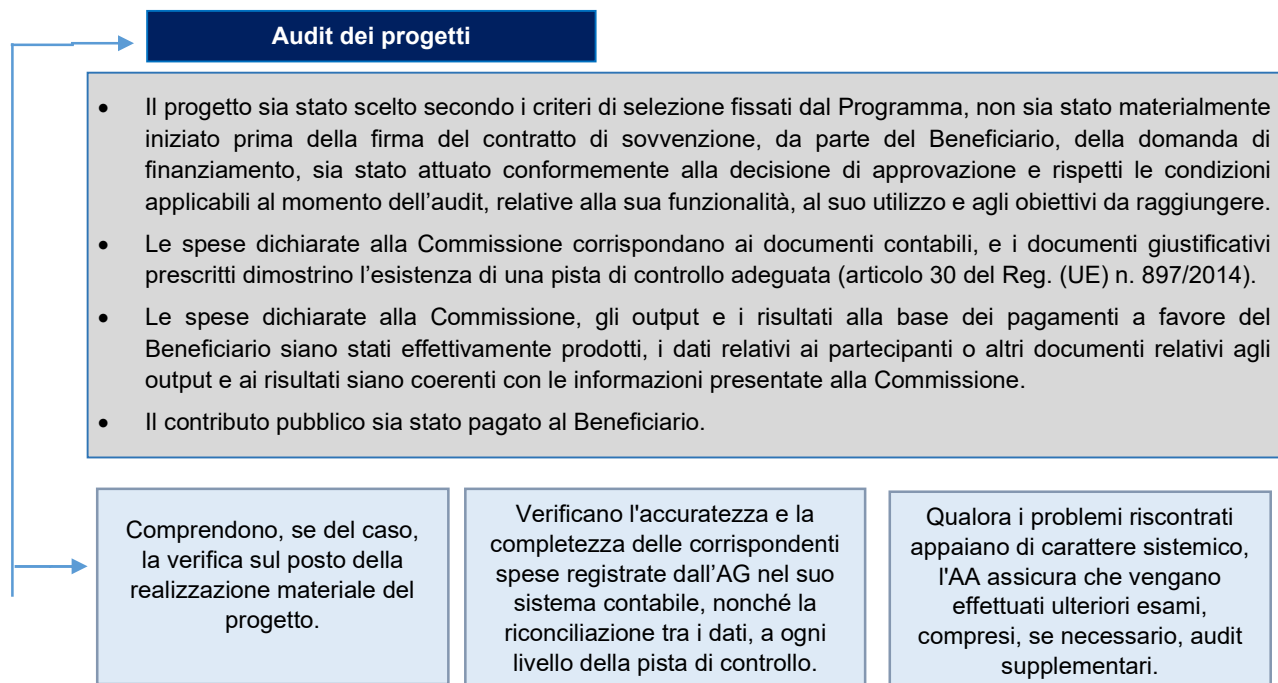 Audit dei progetti
• Il progetto sia stato scelto secondo i criteri di selezione fissati dal Programma, non sia stato materialmente
iniziato prima della firma del contratto di sovvenzione, da parte del Beneficiario, della domanda di
finanziamento, sia stato attuato conformemente alla decisione di approvazione e rispetti le condizioni
applicabili al momento dell’audit, relative alla sua funzionalità, al suo utilizzo e agli obiettivi da raggiungere.
• Le spese dichiarate alla Commissione corrispondano ai documenti contabili, e i documenti giustificativi
prescritti dimostrino l’esistenza di una pista di controllo adeguata (articolo 30 del Reg. (UE) n. 897/2014).
• Le spese dichiarate alla Commissione, gli output e i risultati alla base dei pagamenti a favore del
Beneficiario siano stati effettivamente prodotti, i dati relativi ai partecipanti o altri documenti relativi agli
output e ai risultati siano coerenti con le informazioni presentate alla Commissione.
• Il contributo pubblico sia stato pagato al Beneficiario.
Comprendono, se del caso,
la verifica sul posto della
realizzazione materiale del
progetto.
Verificano l'accuratezza e la
completezza delle corrispondenti
spese registrate dall’AG nel suo
sistema contabile, nonché la
riconciliazione tra i dati, a ogni
livello della pista di controllo.
Qualora i problemi riscontrati
appaiano di carattere sistemico,
l'AA assicura che vengano
effettuati ulteriori esami,
compresi, se necessario, audit
supplementari.